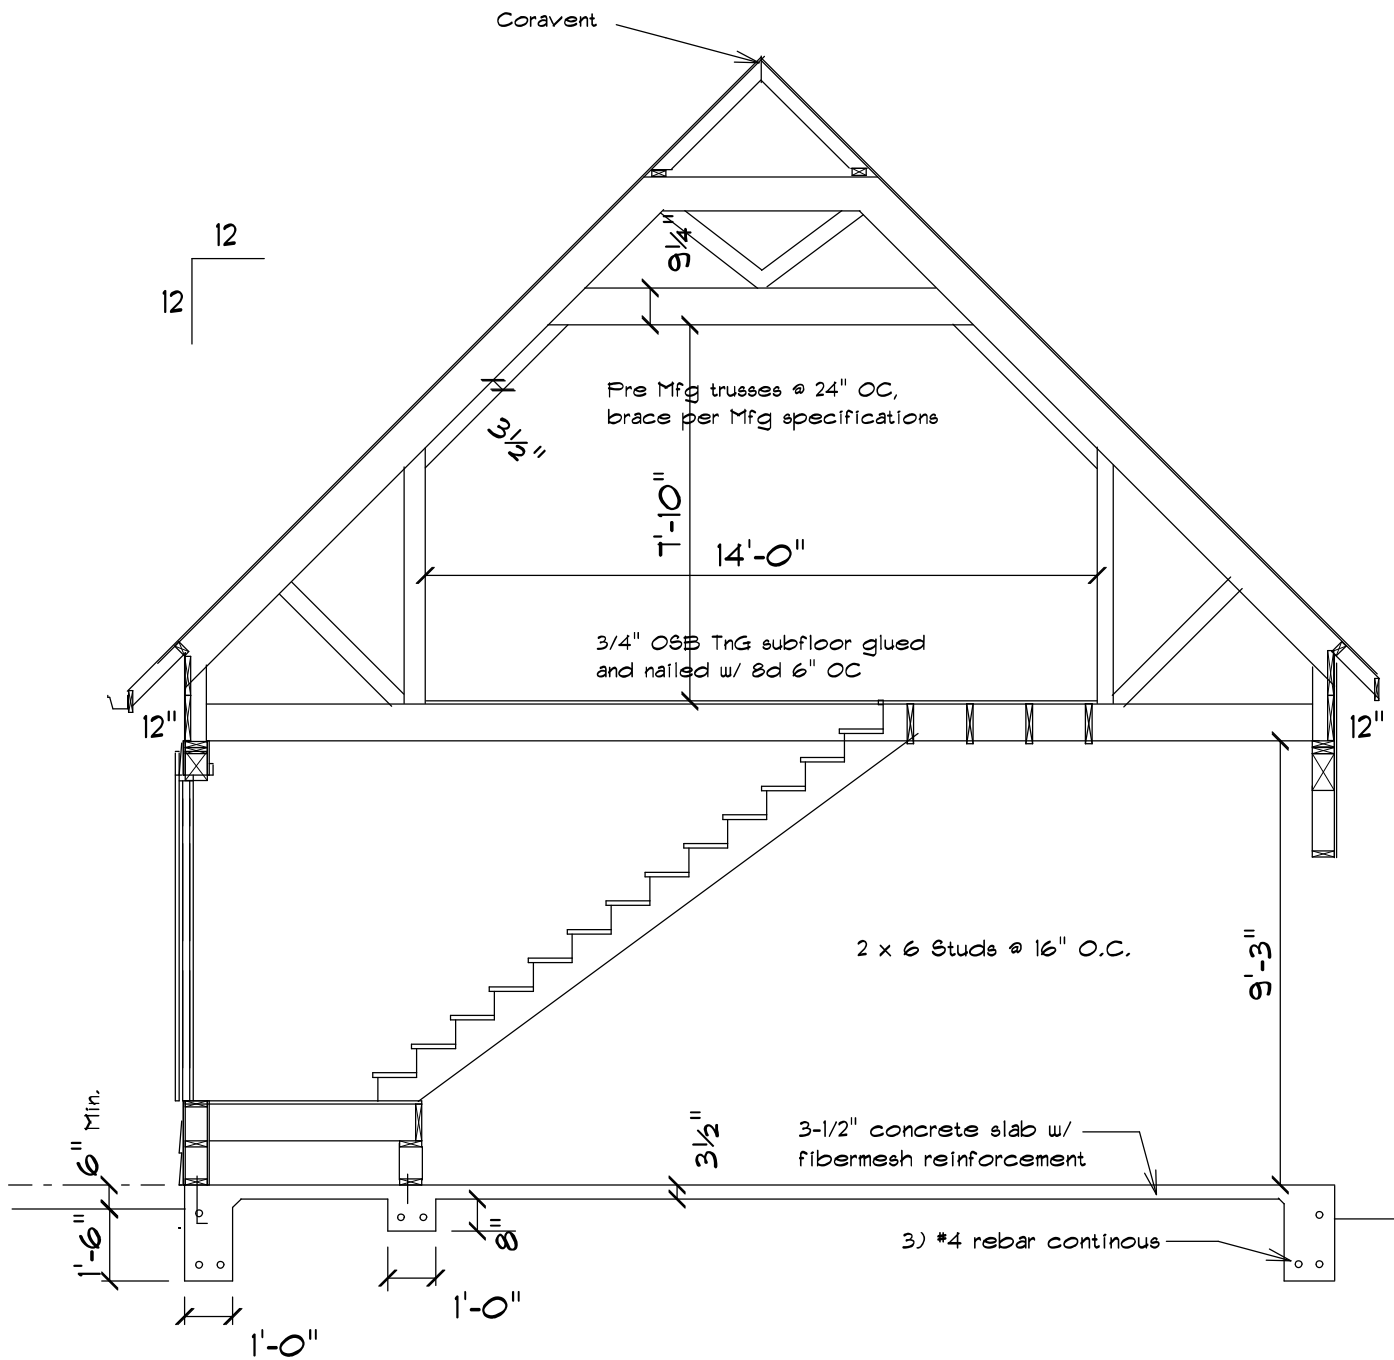 Coravent
12
12
9 1/4"
Pre Mfg trusses @ 24" OC,
brace per Mfg specifications
3 1/2"
7'-10"
14'-0"
3/4" OSB TnG subfloor glued
and nailed w/ 8d 6" OC
12"
12"
2 x 6 Studs @ 16" O.C.
9'-3"
6" Min.
3 1/2"
3-1/2" concrete slab w/
fibermesh reinforcement
1'-6"
8"
3) #4 rebar continous
1'-0"
1'-0"